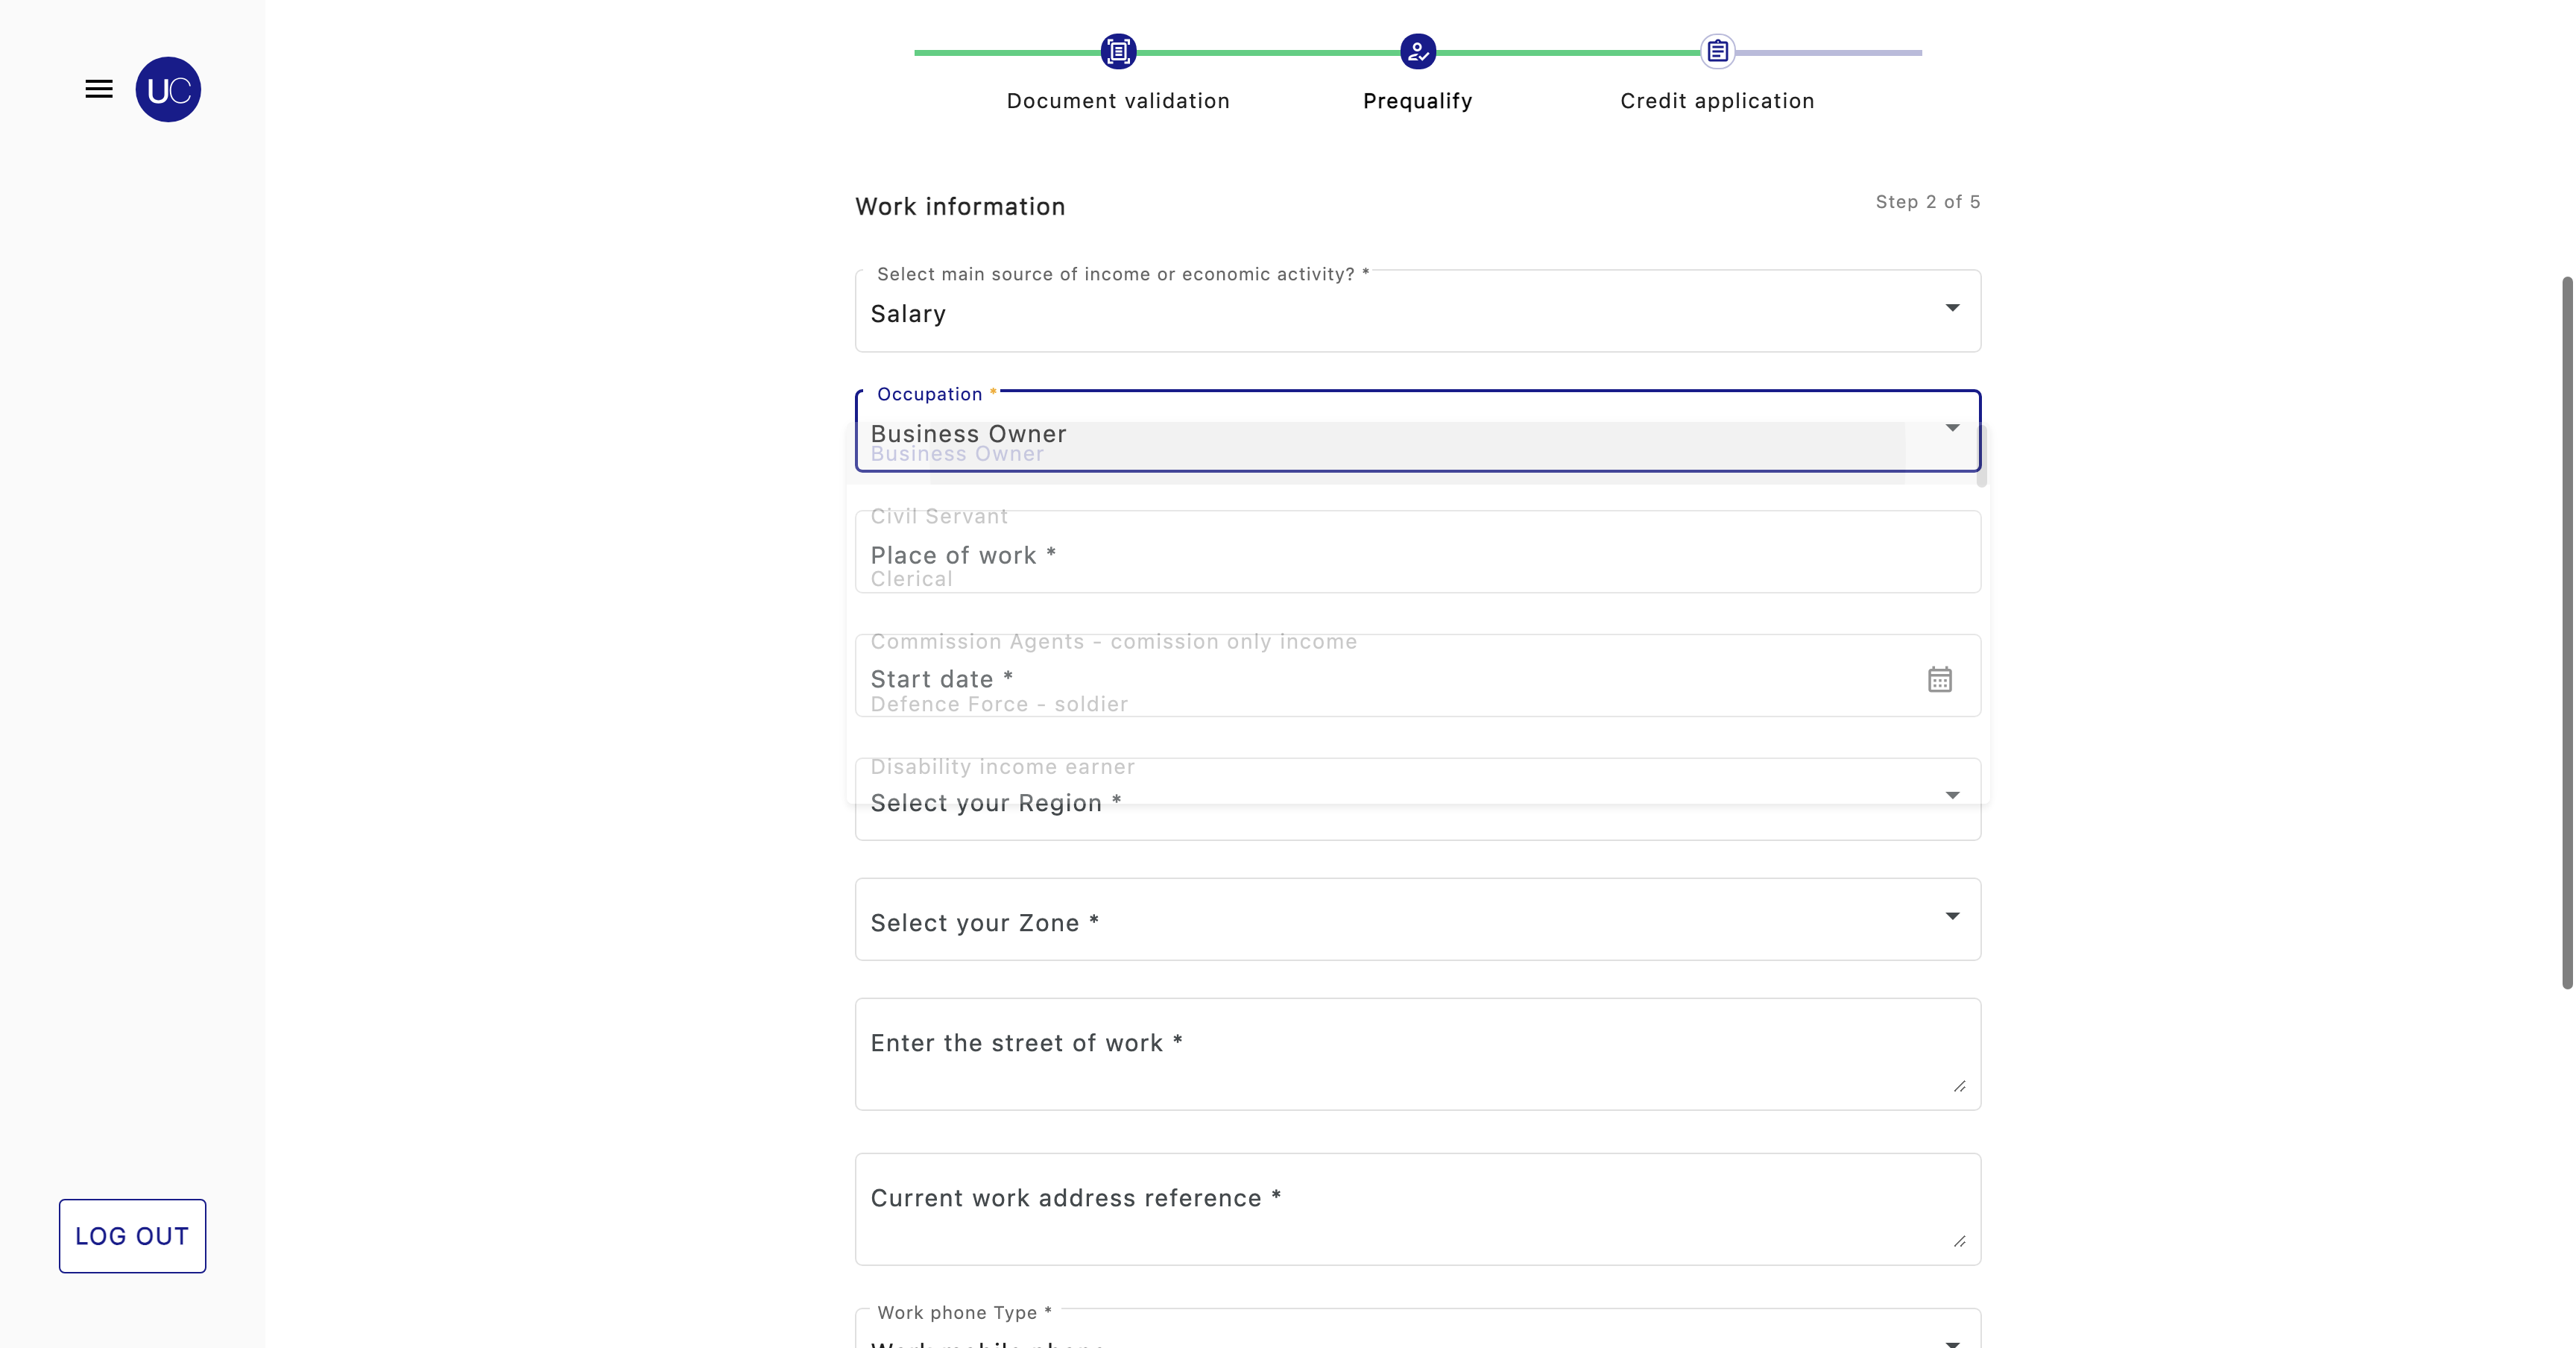 UC
Document validation
Prequalify
Credit application
Work information
Step 2 of 5
Select main source of income or economic activity? *
Salary
Occupation *
Business Owner
Business Owner
Civil Servant
Place of work *
Clerical
Commission Agents - comission only income
Start date *
Defence Force - soldier
Disability income earner
Select your Region *
Select your Zone *
Enter the street of work *
Current work address reference *
LOG OUT
Work phone Type *
Work mobile phone